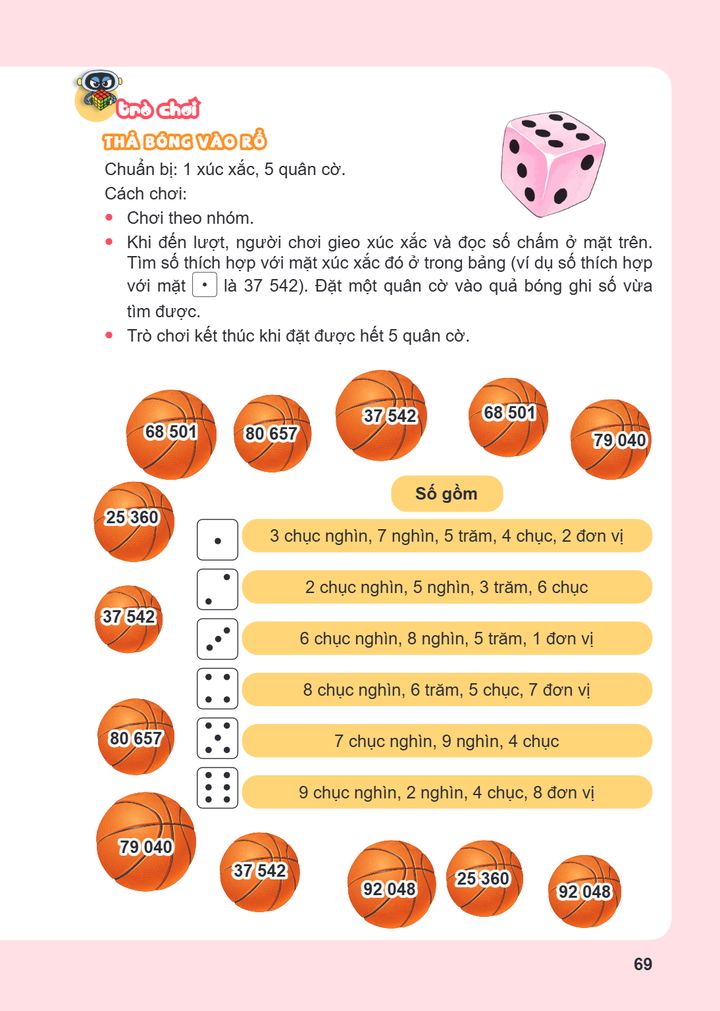 trò chơi
THẢ BÓNG VÀO RỔ
Chuẩn bị: 1 xúc xắc, 5 quân cờ.
Cách chơi:
• Chơi theo nhóm.
• Khi đến lượt, người chơi gieo xúc xắc và đọc số chấm ở mặt trên.
Tìm số thích hợp với mặt xúc xắc đó ở trong bảng (ví dụ số thích hợp
với mặt là 37 542). Đặt một quân cờ vào quả bóng ghi số vừa
tìm được.
• Trò chơi kết thúc khi đặt được hết 5 quân cờ.
68 501
80 657
37 542
68 501
79 040
25 360
Số gồm
3 chục nghìn, 7 nghìn, 5 trăm, 4 chục, 2 đơn vị
2 chục nghìn, 5 nghìn, 3 trăm, 6 chục
37 542
6 chục nghìn, 8 nghìn, 5 trăm, 1 đơn vị
8 chục nghìn, 6 trăm, 5 chục, 7 đơn vị
80 657
7 chục nghìn, 9 nghìn, 4 chục
9 chục nghìn, 2 nghìn, 4 chục, 8 đơn vị
79 040
37 542
92 048
25 360
92 048
69